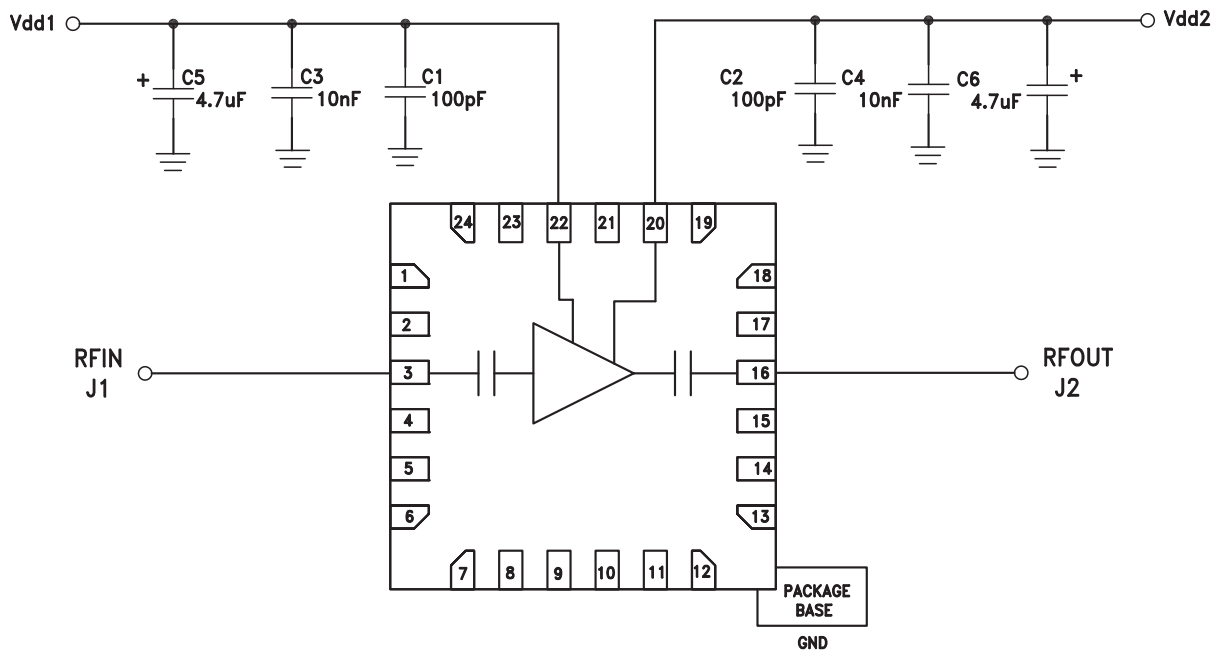 Vdd1
Vdd2
+
C5
4.7uF
C3
10nF
C1
100pF
C2
100pF
C4
10nF
C6
4.7uF
+
24
23
22
21
20
19
1
18
2
17
RFIN
J1
3
16
RFOUT
J2
4
15
5
14
6
13
7
8
9
10
11
12
PACKAGE
BASE
GND